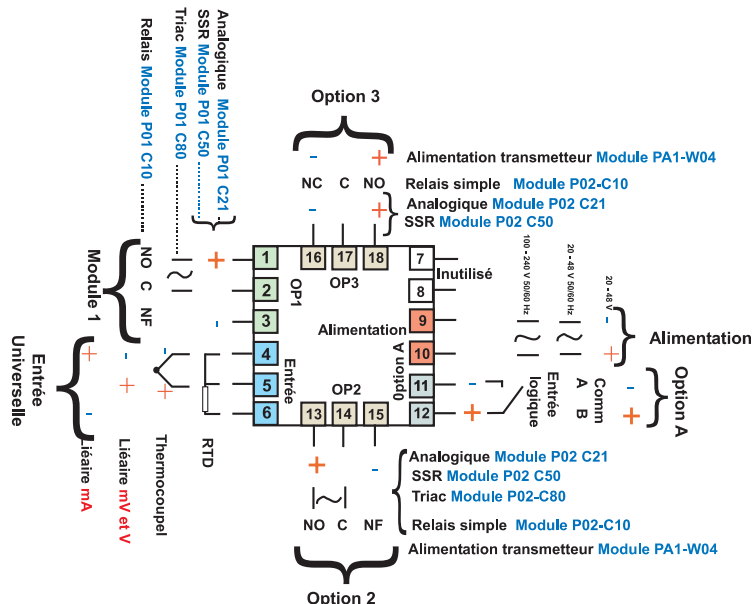 Analogique Module P01 C21
SSR Module P01 C50
Triac Module P01 C80
Relais Module P01 C10
Option 3
- +
Alimentation transmetteur Module PA1-W04
NC C NO
Relais simple Module P02-C10
- +
Analogique Module P02 C21
SSR Module P02 C50
Module 1
NO C NF
+
-
1
2
3
4
5
6
OP1
Entrée
16 17 18
OP3
7
8
9
10
11
12
Inutilisé
Alimentation
Option A
OP2
13 14 15
100 - 240 V 50/60 Hz
20 - 48 V 50/60 Hz
20 - 48 V
-
+
Alimentation
-
+
Entrée
logique
Comm
A B
-
+
Option A
Entrée
Universelle
+ -
Liéaire mA
- +
Liéaire mV et V
- +
Thermocoupel
RTD
+ -
NO C NF
Analogique Module P02 C21
SSR Module P02 C50
Triac Module P02-C80
Relais simple Module P02-C10
Alimentation transmetteur Module PA1-W04
Option 2